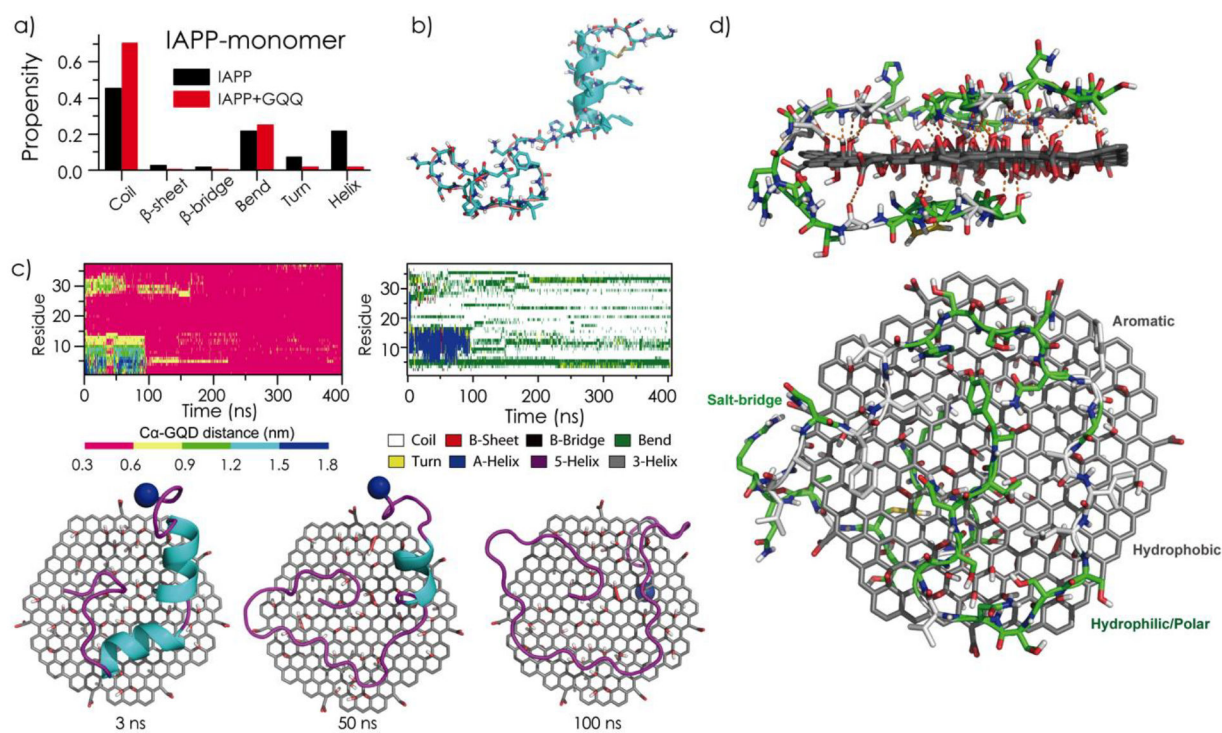 a)
IAPP-monomer
Propensity
0.6
0.4
0.2
0.0
IAPP
IAPP+GQQ
Coil
β-sheet
β-bridge
Bend
Turn
Helix
b)
c)
Residue
30
20
10
0
100
200
300
400
Time (ns)
Cα-GQD distance (nm)
0.3 0.6 0.9 1.2 1.5 1.8
Residue
30
20
10
0
100
200
300
400
Time (ns)
Coil B-Sheet B-Bridge Bend
Turn A-Helix 5-Helix 3-Helix
3 ns
50 ns
100 ns
d)
Aromatic
Salt-bridge
Hydrophobic
Hydrophilic/Polar